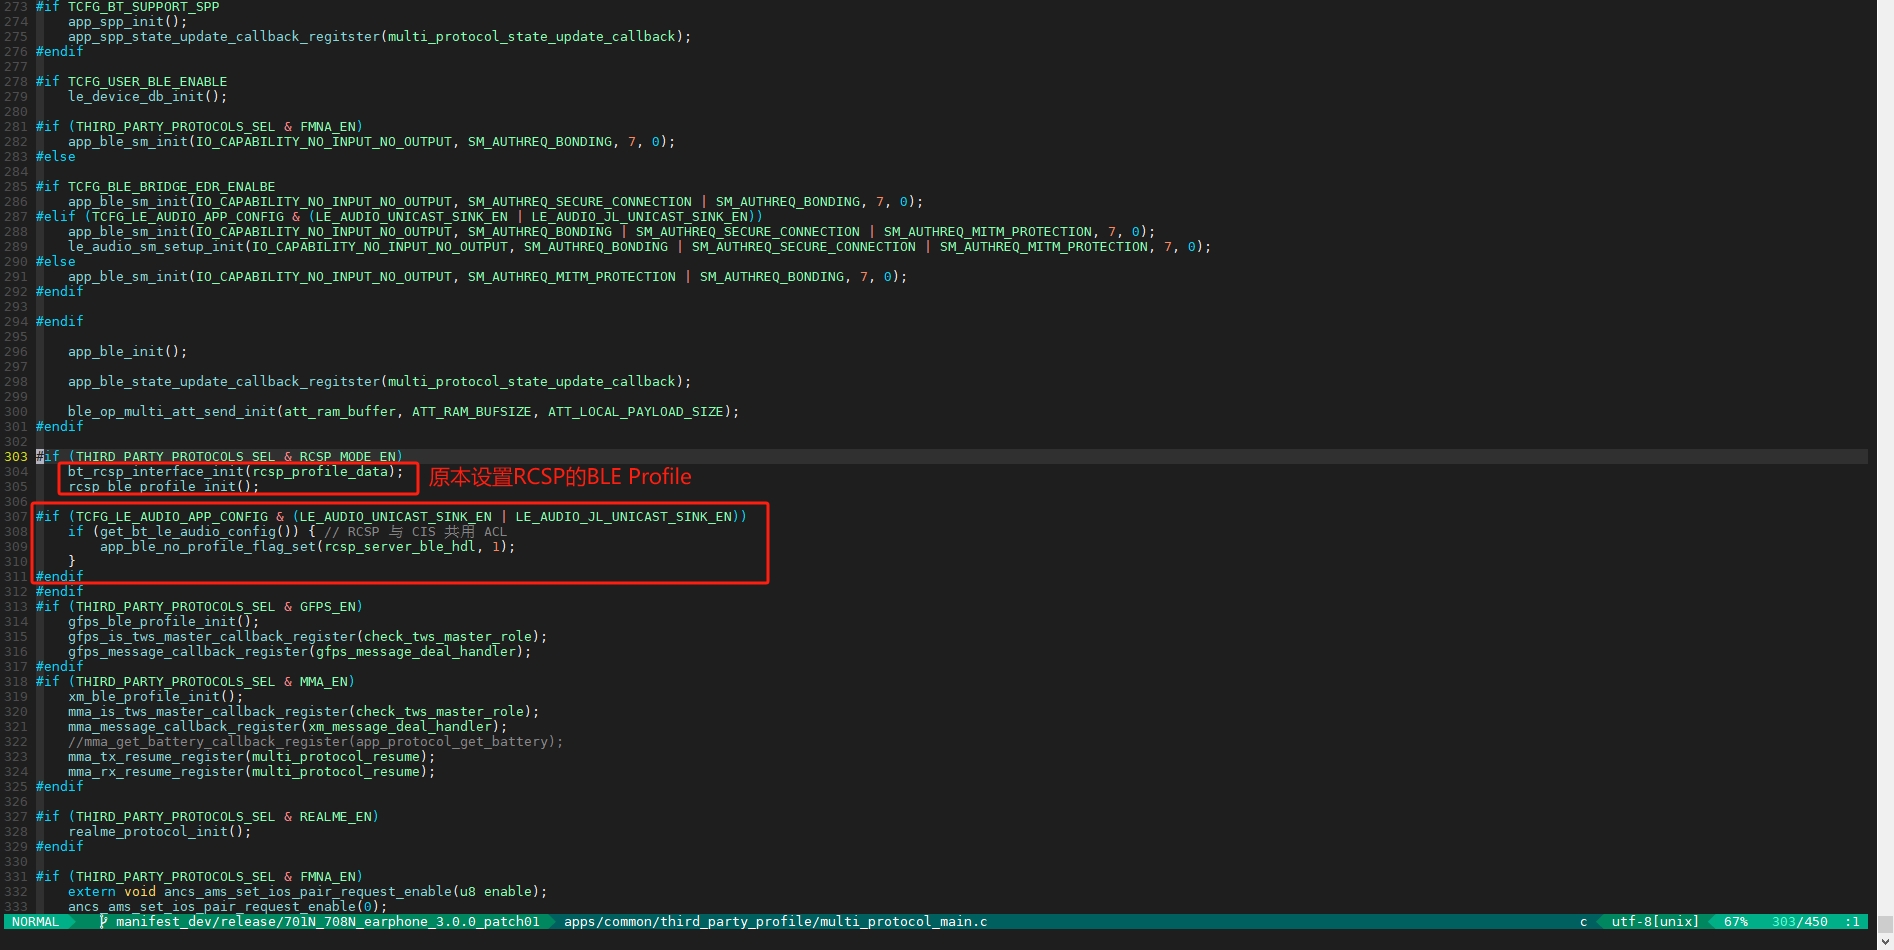 273 #if TCFG_BT_SUPPORT_SPP
274     app_spp_init();
275     app_spp_state_update_callback_regitster(multi_protocol_state_update_callback);
276 #endif
277
278 #if TCFG_USER_BLE_ENABLE
279     le_device_db_init();
280
281 #if (THIRD_PARTY_PROTOCOLS_SEL & FMNA_EN)
282     app_ble_sm_init(IO_CAPABILITY_NO_INPUT_NO_OUTPUT, SM_AUTHREQ_BONDING, 7, 0);
283 #else
284
285 #if TCFG_BLE_BRIDGE_EDR_ENALBE
286     app_ble_sm_init(IO_CAPABILITY_NO_INPUT_NO_OUTPUT, SM_AUTHREQ_SECURE_CONNECTION | SM_AUTHREQ_BONDING, 7, 0);
287 #elif (TCFG_LE_AUDIO_APP_CONFIG & (LE_AUDIO_UNICAST_SINK_EN | LE_AUDIO_JL_UNICAST_SINK_EN))
288     app_ble_sm_init(IO_CAPABILITY_NO_INPUT_NO_OUTPUT, SM_AUTHREQ_BONDING | SM_AUTHREQ_SECURE_CONNECTION | SM_AUTHREQ_MITM_PROTECTION, 7, 0);
289     le_audio_sm_setup_init(IO_CAPABILITY_NO_INPUT_NO_OUTPUT, SM_AUTHREQ_BONDING | SM_AUTHREQ_SECURE_CONNECTION | SM_AUTHREQ_MITM_PROTECTION, 7, 0);
290 #else
291     app_ble_sm_init(IO_CAPABILITY_NO_INPUT_NO_OUTPUT, SM_AUTHREQ_MITM_PROTECTION | SM_AUTHREQ_BONDING, 7, 0);
292 #endif
293
294 #endif
295
296     app_ble_init();
297
298     app_ble_state_update_callback_regitster(multi_protocol_state_update_callback);
299
300     ble_op_multi_att_send_init(att_ram_buffer, ATT_RAM_BUFSIZE, ATT_LOCAL_PAYLOAD_SIZE);
301 #endif
302
303 #if (THIRD_PARTY_PROTOCOLS_SEL & RCSP_MODE_EN)
304     bt_rcsp_interface_init(rcsp_profile_data); 原本设置RCSP的BLE Profile
305     rcsp_ble_profile_init();
306
307 #if (TCFG_LE_AUDIO_APP_CONFIG & (LE_AUDIO_UNICAST_SINK_EN | LE_AUDIO_JL_UNICAST_SINK_EN))
308     if (get_bt_le_audio_config()) { // RCSP 与 CIS 共用 ACL
309         app_ble_no_profile_flag_set(rcsp_server_ble_hdl, 1);
310     }
311 #endif
312 #endif
313 #if (THIRD_PARTY_PROTOCOLS_SEL & GFPS_EN)
314     gfps_ble_profile_init();
315     gfps_is_tws_master_callback_register(check_tws_master_role);
316     gfps_message_callback_register(gfps_message_deal_handler);
317 #endif
318 #if (THIRD_PARTY_PROTOCOLS_SEL & MMA_EN)
319     xm_ble_profile_init();
320     mma_is_tws_master_callback_register(check_tws_master_role);
321     mma_message_callback_register(xm_message_deal_handler);
322     //mma_get_battery_callback_register(app_protocol_get_battery);
323     mma_tx_resume_register(multi_protocol_resume);
324     mma_rx_resume_register(multi_protocol_resume);
325 #endif
326
327 #if (THIRD_PARTY_PROTOCOLS_SEL & REALME_EN)
328     realme_protocol_init();
329 #endif
330
331 #if (THIRD_PARTY_PROTOCOLS_SEL & FMNA_EN)
332     extern void ancs_ams_set_ios_pair_request_enable(u8 enable);
333     ancs_ams_set_ios_pair_request_enable(0);
NORMAL manifest_dev/release/701N_708N_earphone_3.0.0_patch01 apps/common/third_party_profile/multi_protocol_main.c c utf-8[unix] 67% 303/450 :1